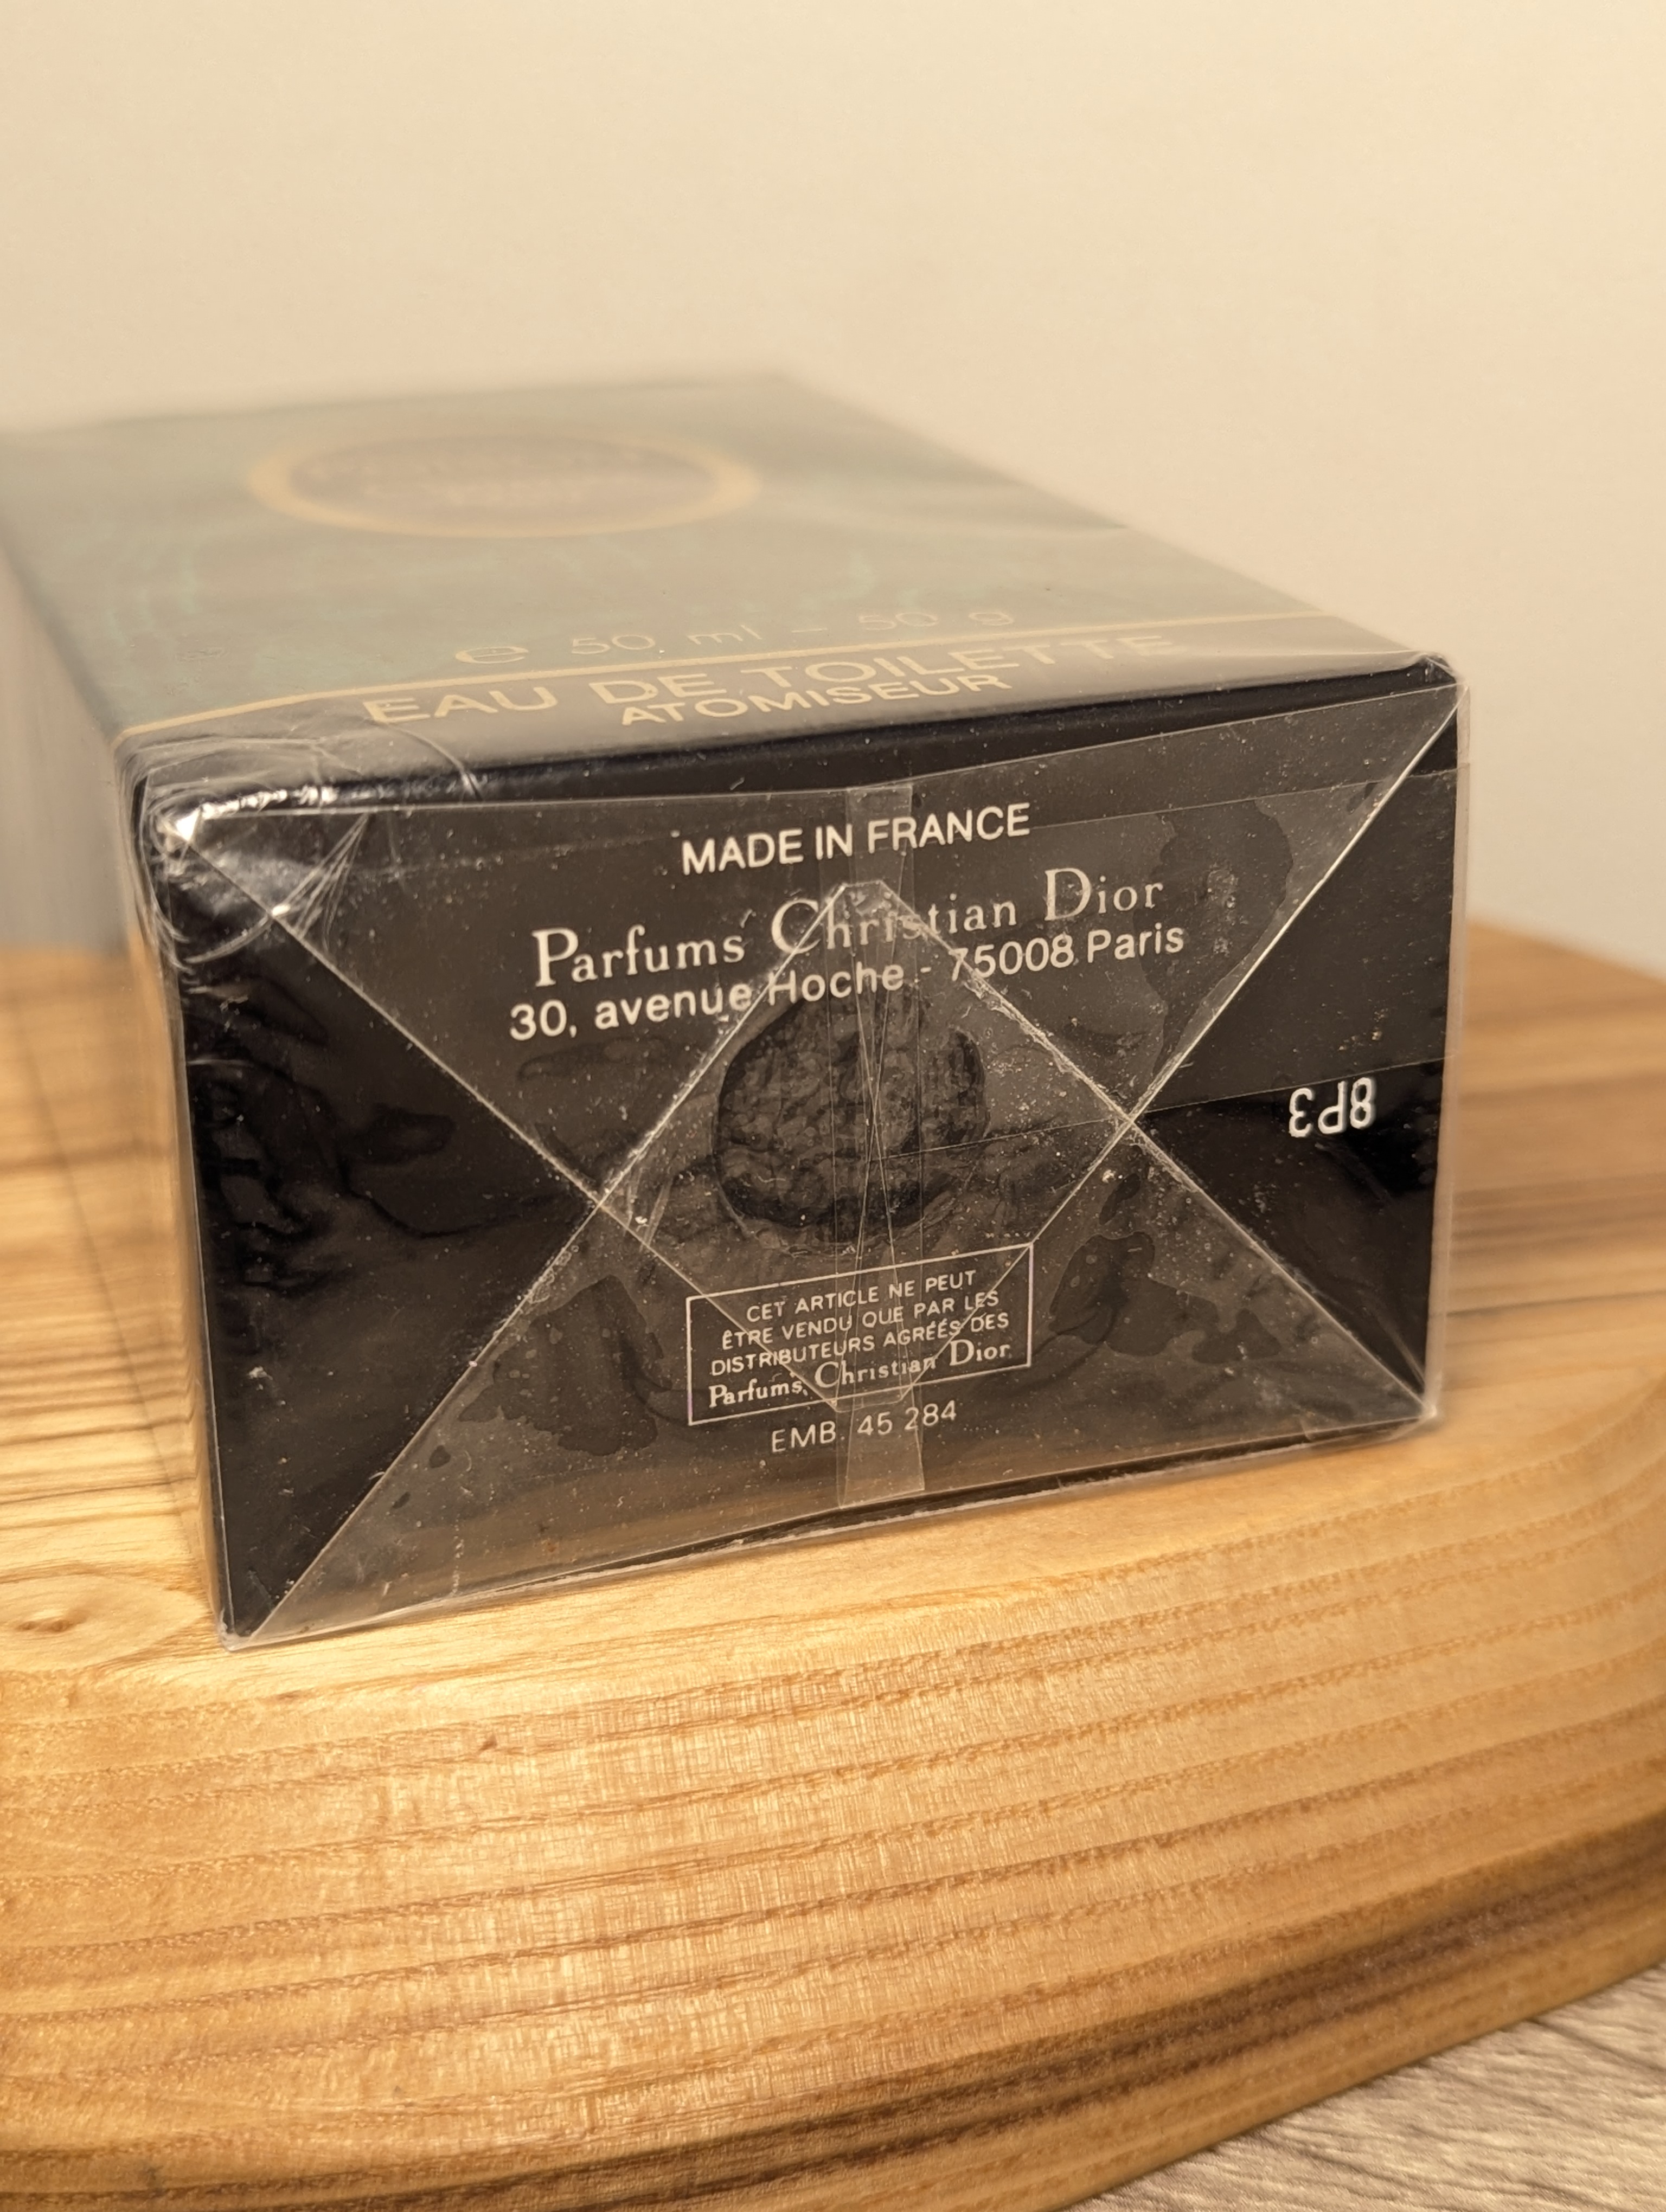 e 50 ml - 50 g
EAU DE TOILETTE
ATOMISEUR
MADE IN FRANCE
Parfums Christian Dior
30, avenue Hoche - 75008 Paris
8P3
CET ARTICLE NE PEUT
ÊTRE VENDU QUE PAR LES
DISTRIBUTEURS AGRÉÉS DES
Parfums Christian Dior
EMB. 45 284